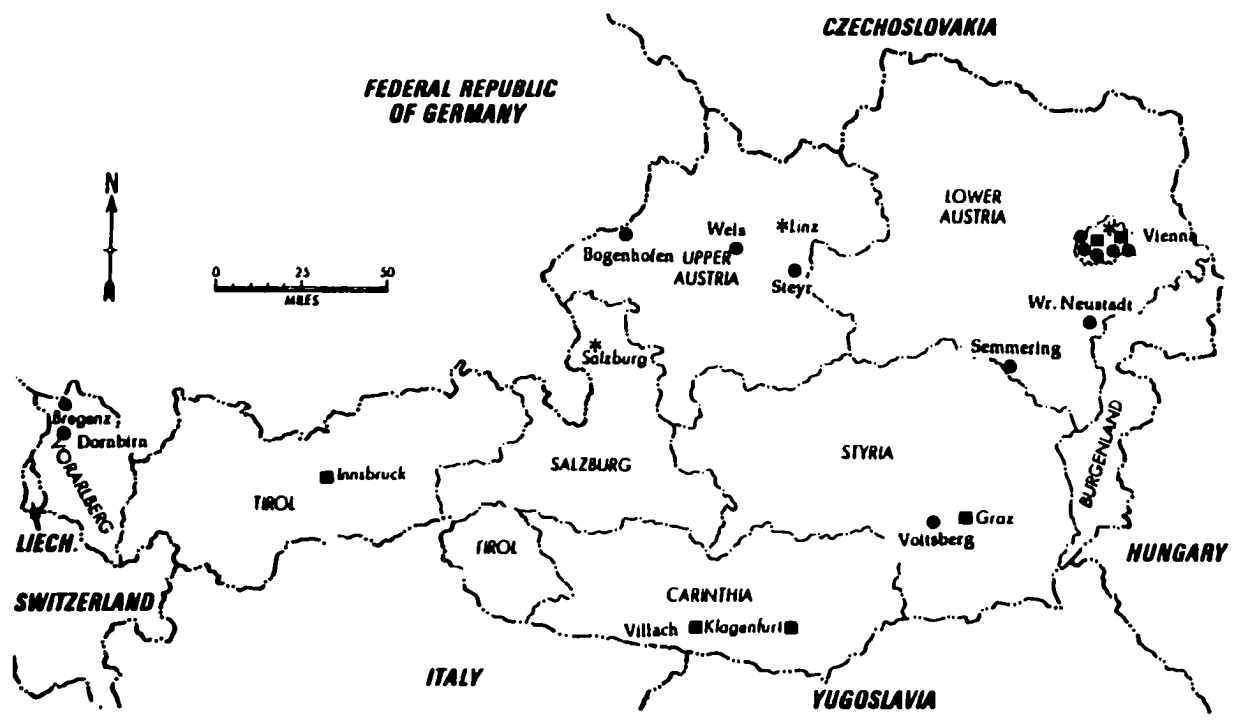 CZECHOSLOVAKIA
FEDERAL REPUBLIC
OF GERMANY
N
0 25 50
MILES
LOWER
AUSTRIA
Linz
Wels
Vienna
Bogenhofen
UPPER
AUSTRIA
Steyr
Wr. Neustadt
Semmering
Salzburg
Bregenz
Dornbirn
VORARLBERG
STYRIA
BURGENLAND
SALZBURG
Innsbruck
TIROL
Graz
Voitsberg
LIECH.
TIROL
HUNGARY
SWITZERLAND
CARINTHIA
Villach
Klagenfurt
ITALY
YUGOSLAVIA